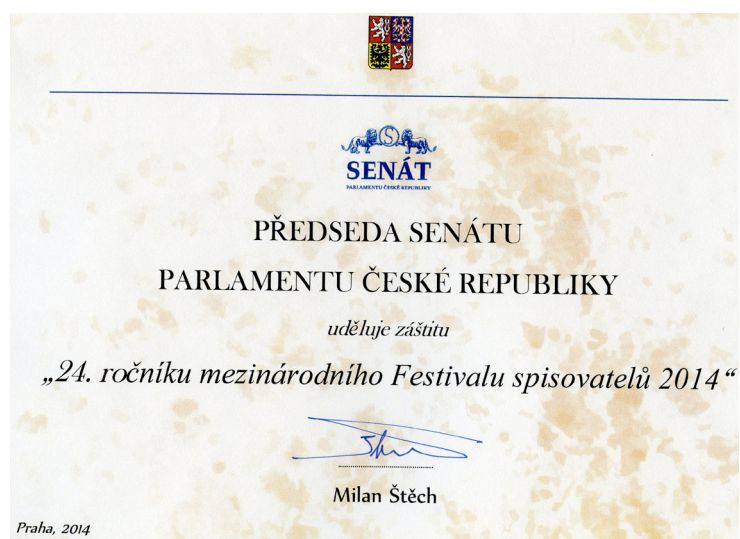 SENÁT
PARLAMENTU ČESKÉ REPUBLIKY
PŘEDSEDA SENÁTU
PARLAMENTU ČESKÉ REPUBLIKY
uděluje záštitu
„24. ročníku mezinárodního Festivalu spisovatelů 2014“
Milan Štěch
Praha, 2014